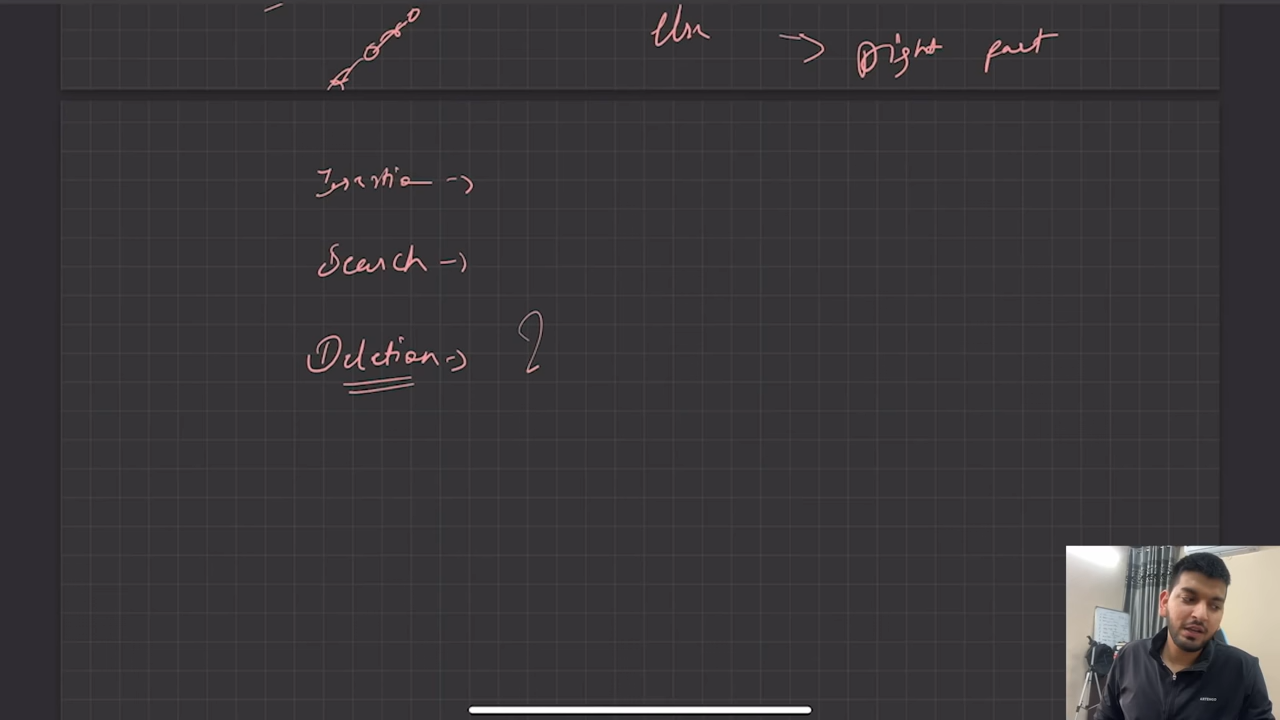 else → Right part
Insertion →
Search →
Deletion → ?